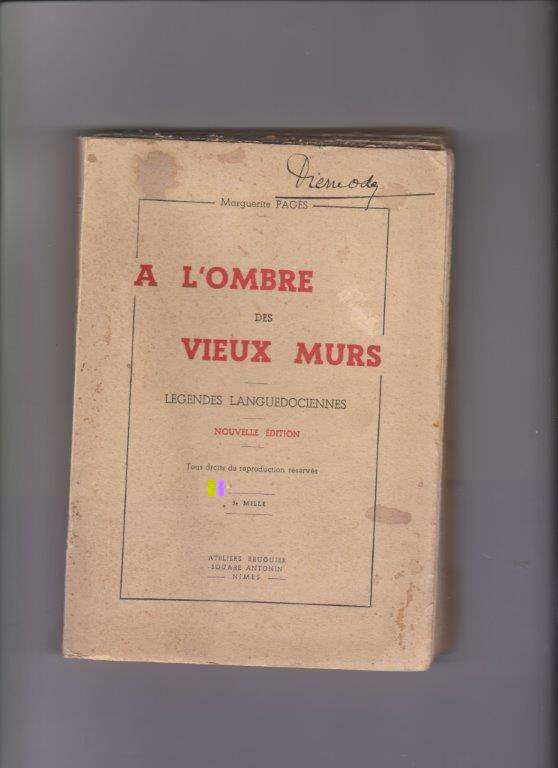 Marguerite PAGÈS
A L'OMBRE
DES
VIEUX MURS
LEGENDES LANGUEDOCIENNES
NOUVELLE ÉDITION
Tous droits de reproduction réservés
MILLE
ATELIERS BRUGUIER
SQUARE ANTONIN
NIMES